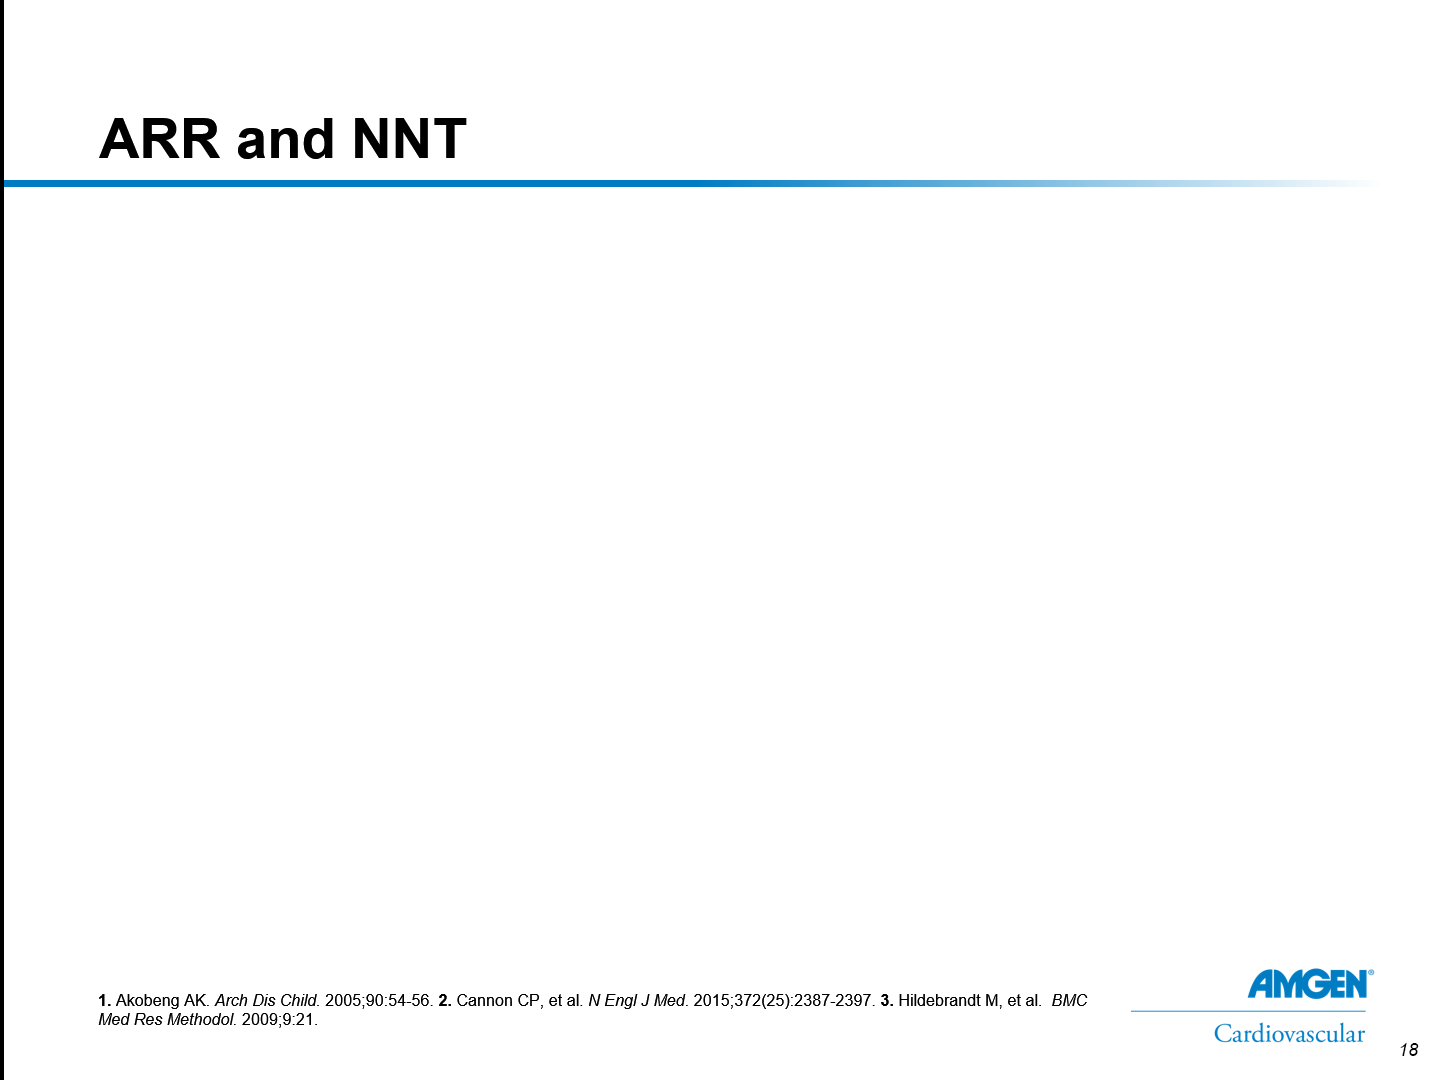 ARR and NNT
1. Akobeng AK. Arch Dis Child. 2005;90:54-56. 2. Cannon CP, et al. N Engl J Med. 2015;372(25):2387-2397. 3. Hildebrandt M, et al.  BMC
Med Res Methodol. 2009;9:21.
AMGEN®
Cardiovascular
18